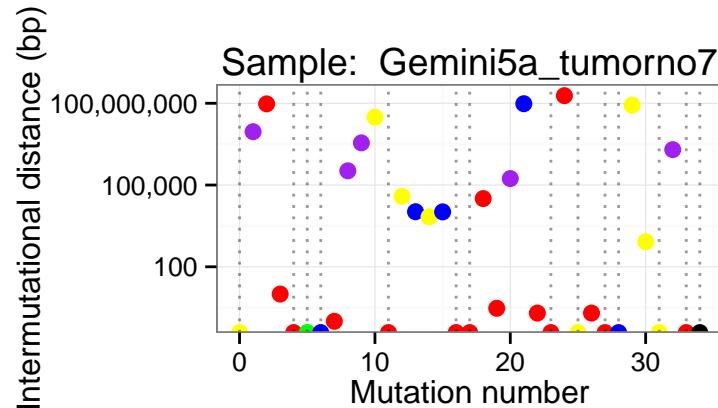 Sample:  Gemini5a_tumorno7
Intermutational distance (bp)
100,000,000
100,000
100
0 10 20 30
Mutation number